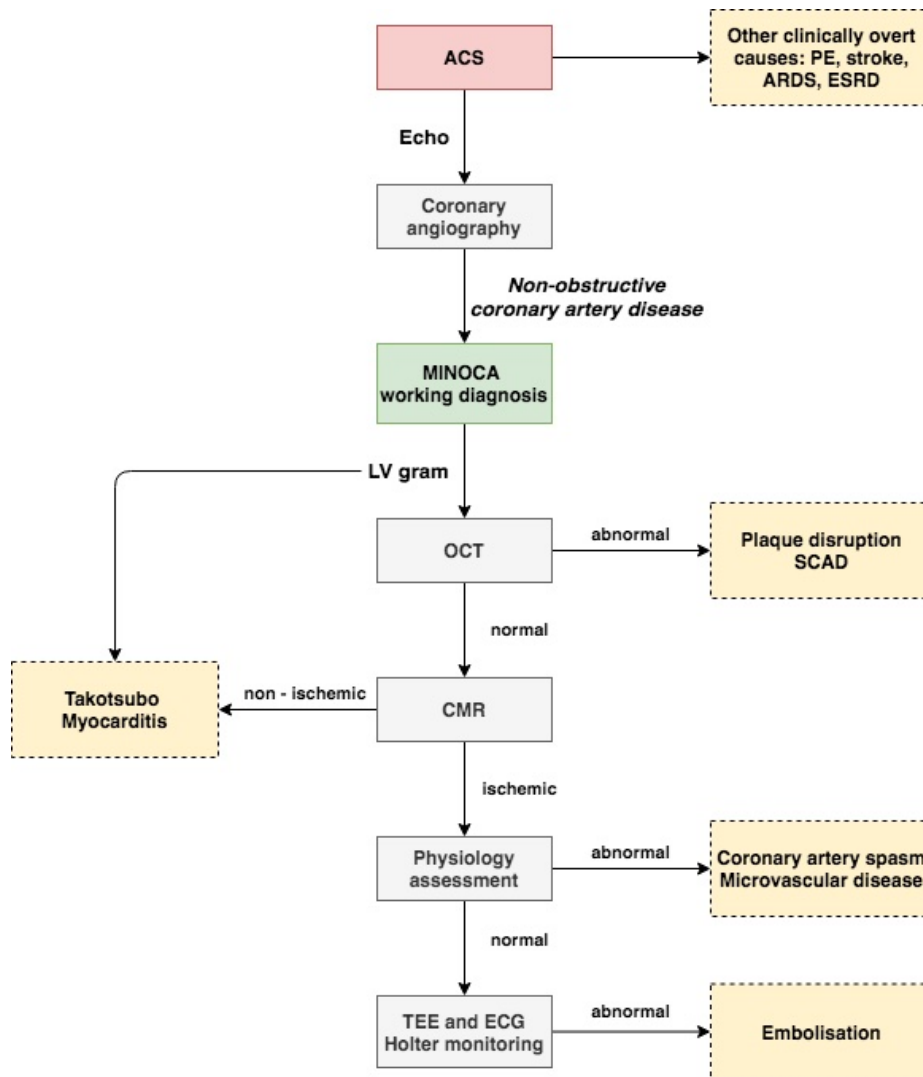 ACS
Other clinically overt
causes: PE, stroke,
ARDS, ESRD
Echo
Coronary
angiography
Non-obstructive
coronary artery disease
MINOCA
working diagnosis
LV gram
OCT
abnormal
Plaque disruption
SCAD
normal
Takotsubo
Myocarditis
non - ischemic
CMR
ischemic
Physiology
assessment
abnormal
Coronary artery spasm
Microvascular disease
normal
TEE and ECG
Holter monitoring
abnormal
Embolisation